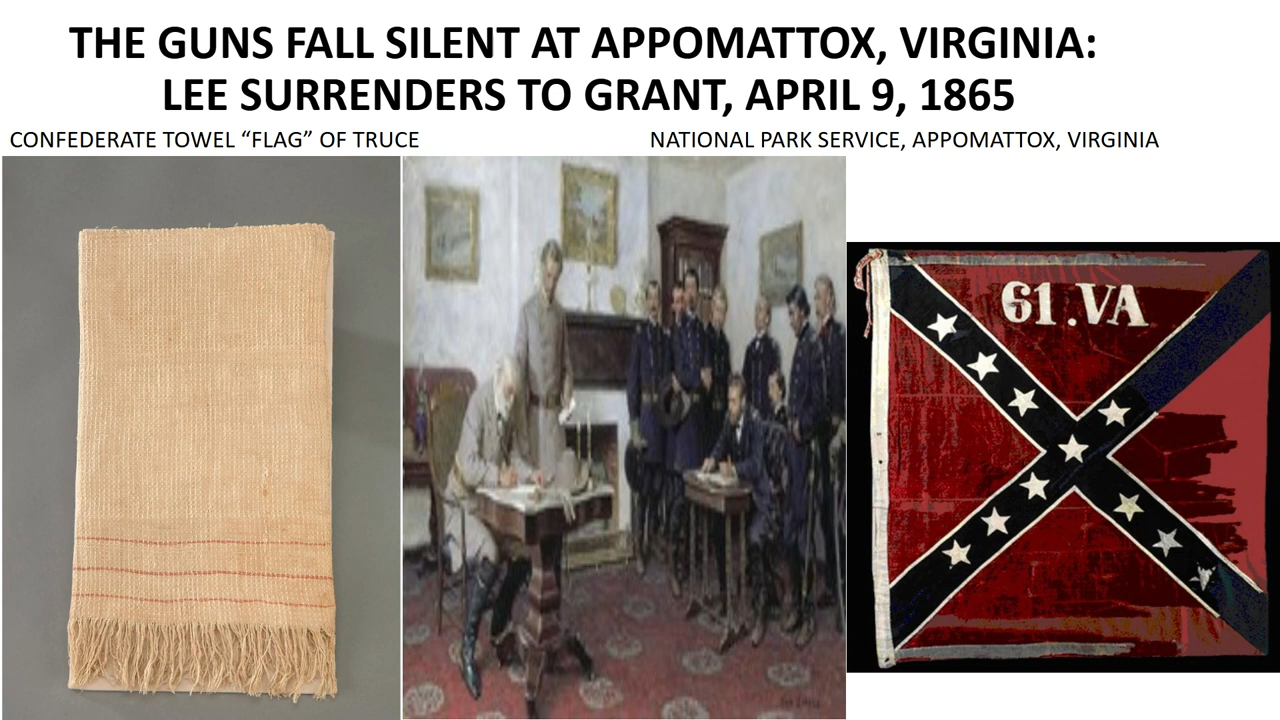 THE GUNS FALL SILENT AT APPOMATTOX, VIRGINIA:
LEE SURRENDERS TO GRANT, APRIL 9, 1865
CONFEDERATE TOWEL “FLAG” OF TRUCE
NATIONAL PARK SERVICE, APPOMATTOX, VIRGINIA
61.VA